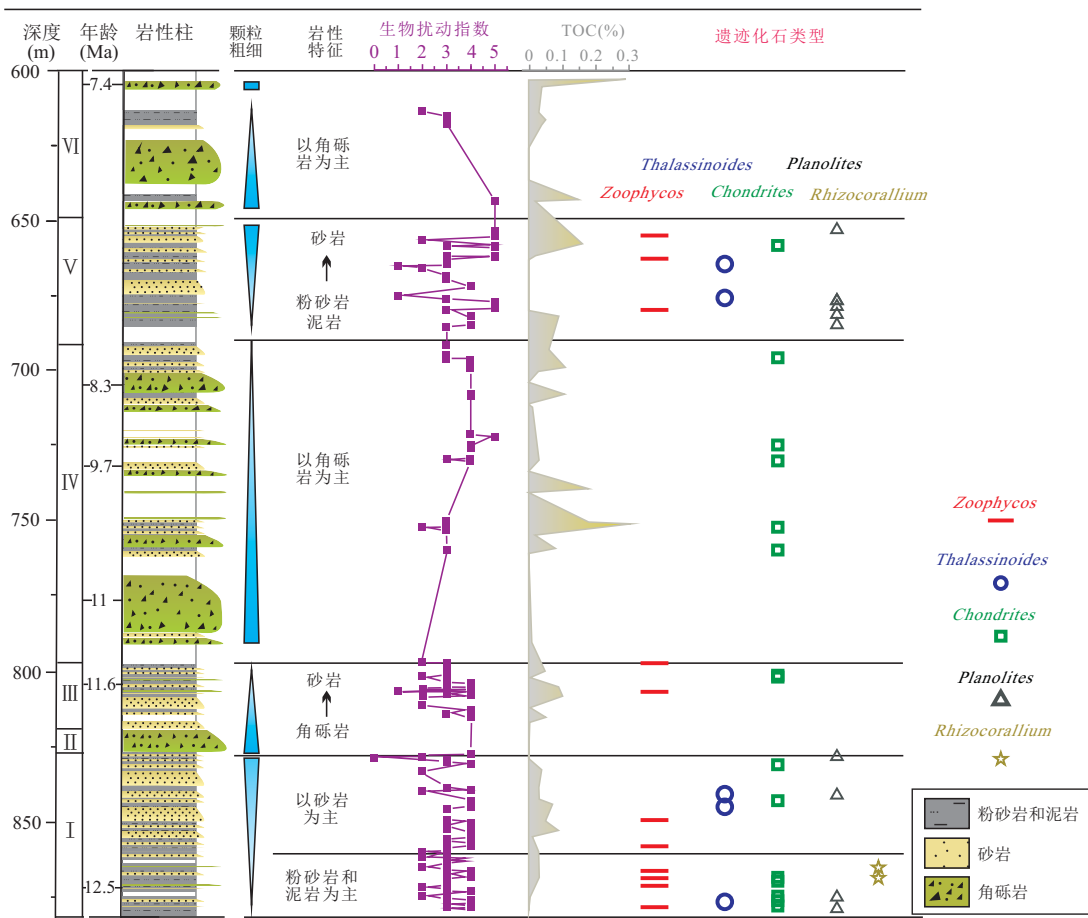 深度 年龄 岩性柱 颗粒 岩性 生物扰动指数 TOC(%) 遗迹化石类型
(m) (Ma) 粗细 特征
0 1 2 3 4 5
0 0.1 0.2 0.3
600
7.4
VI
以角砾
岩为主
Thalassinoides Planolites
Zoophycos Chondrites Rhizocorallium
650
V
砂岩
粉砂岩
泥岩
700
8.3
IV
9.7
以角砾
岩为主
750
11
800
III
11.6
砂岩
角砾岩
II
I
以砂岩
为主
850
粉砂岩和
泥岩为主
12.5
Zoophycos
Thalassinoides
Chondrites
Planolites
Rhizocorallium
粉砂岩和泥岩
砂岩
角砾岩